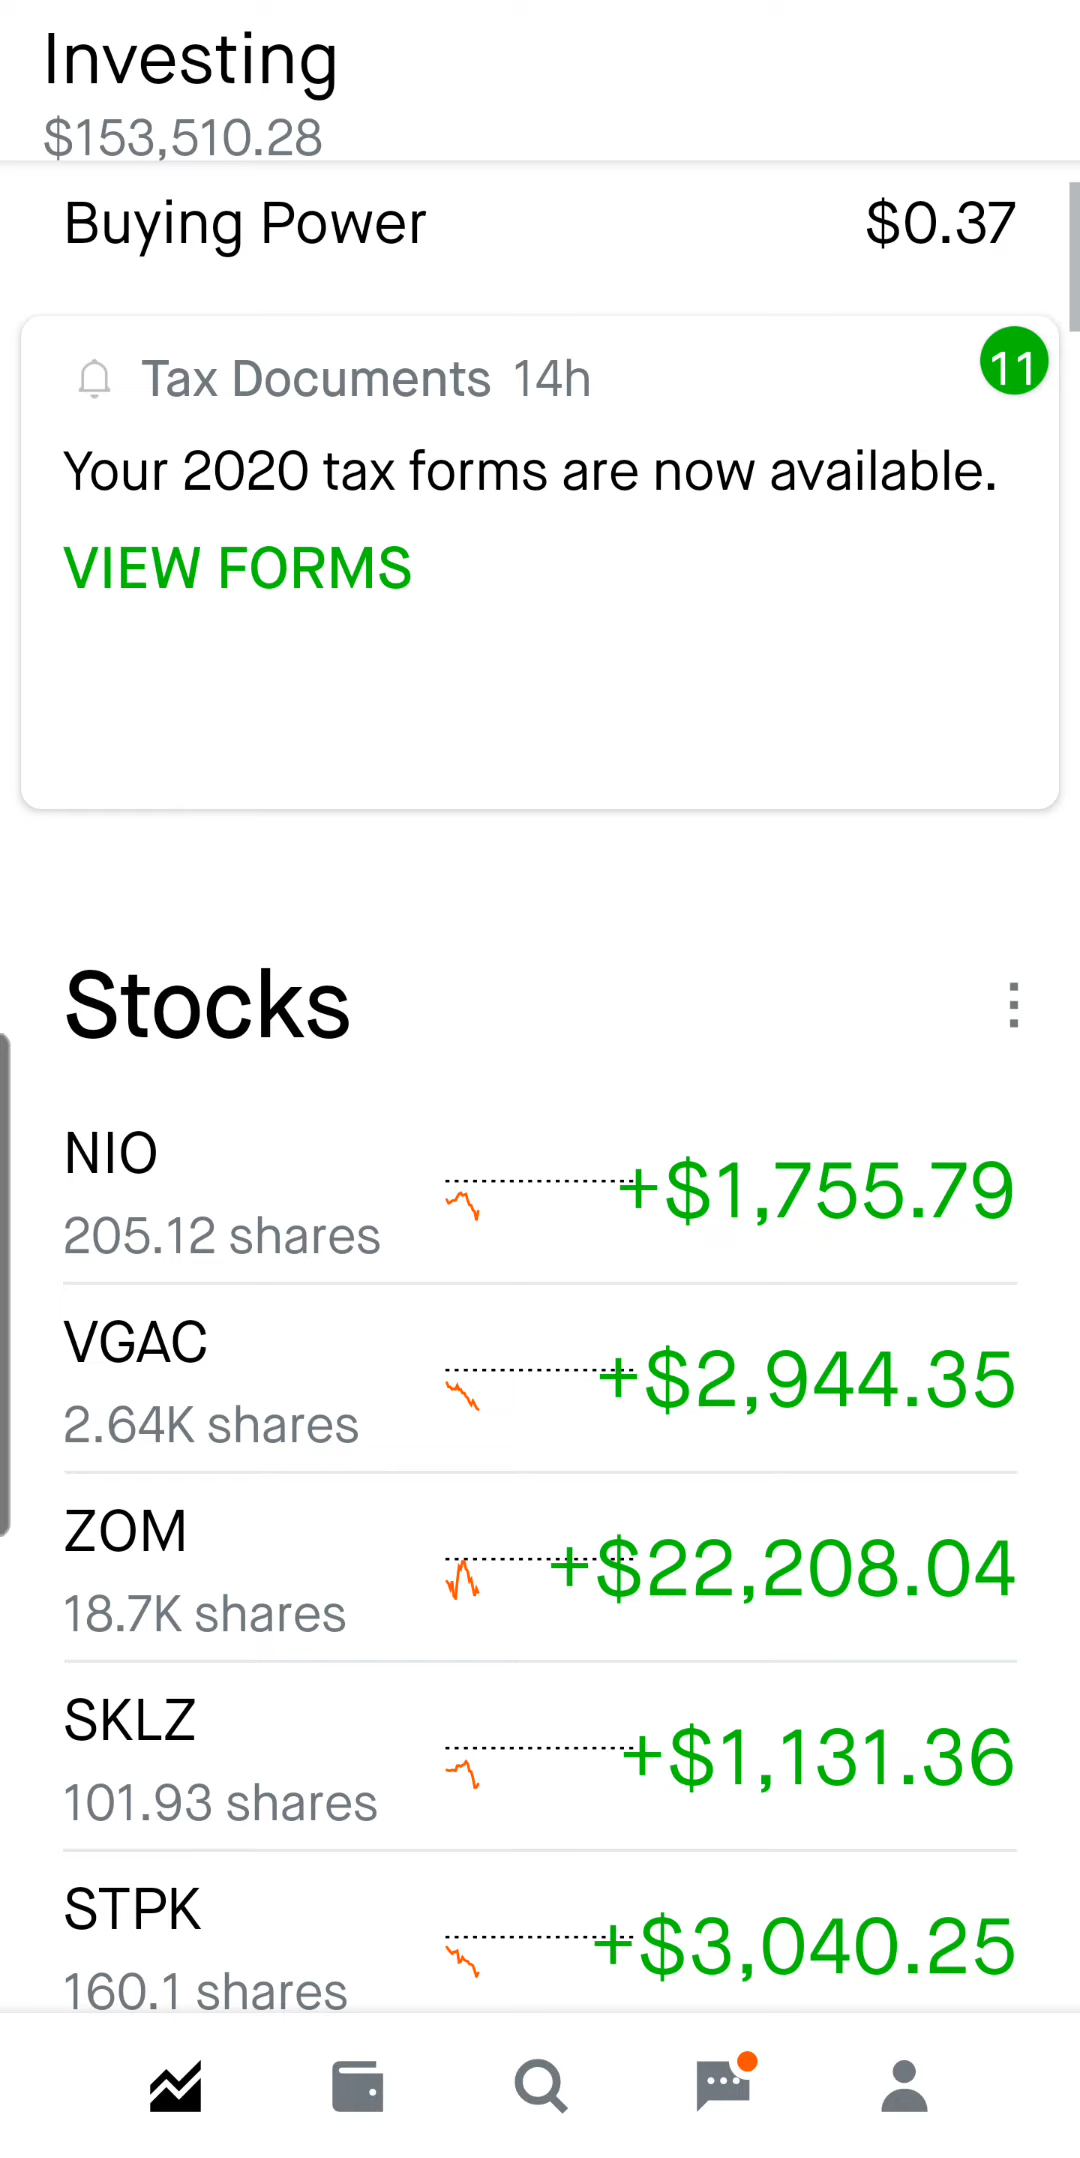 Investing
$153,510.28
Buying Power $0.37
Tax Documents 14h 11
Your 2020 tax forms are now available.
VIEW FORMS
Stocks
NIO
+$1,755.79
205.12 shares
VGAC
+$2,944.35
2.64K shares
ZOM
+$22,208.04
18.7K shares
SKLZ
+$1,131.36
101.93 shares
STPK
+$3,040.25
160.1 shares